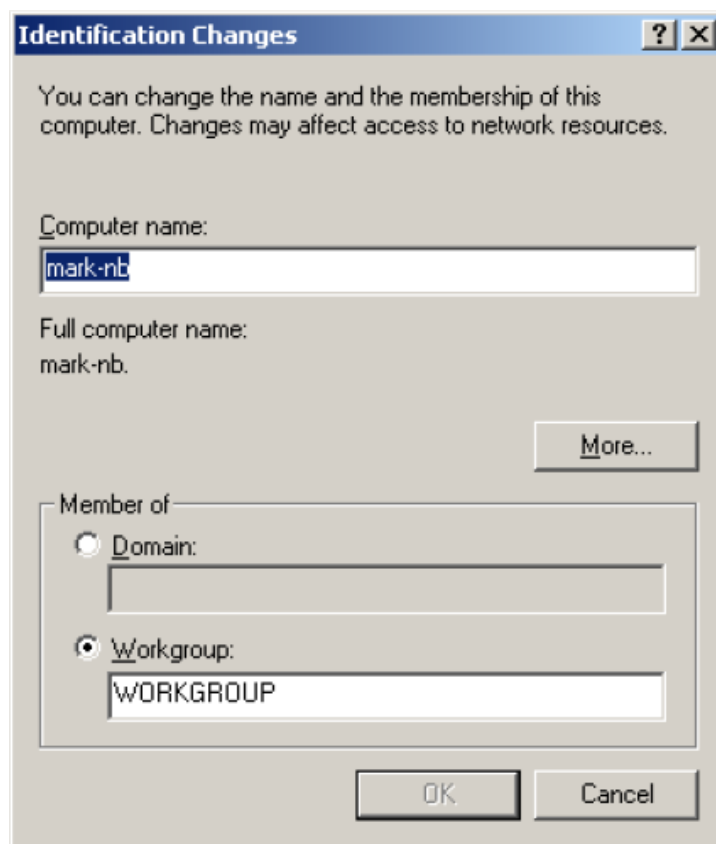 Identification Changes
You can change the name and the membership of this
computer. Changes may affect access to network resources.
Computer name:
mark-nb
Full computer name:
mark-nb.
More...
Member of
Domain:
Workgroup:
WORKGROUP
OK
Cancel